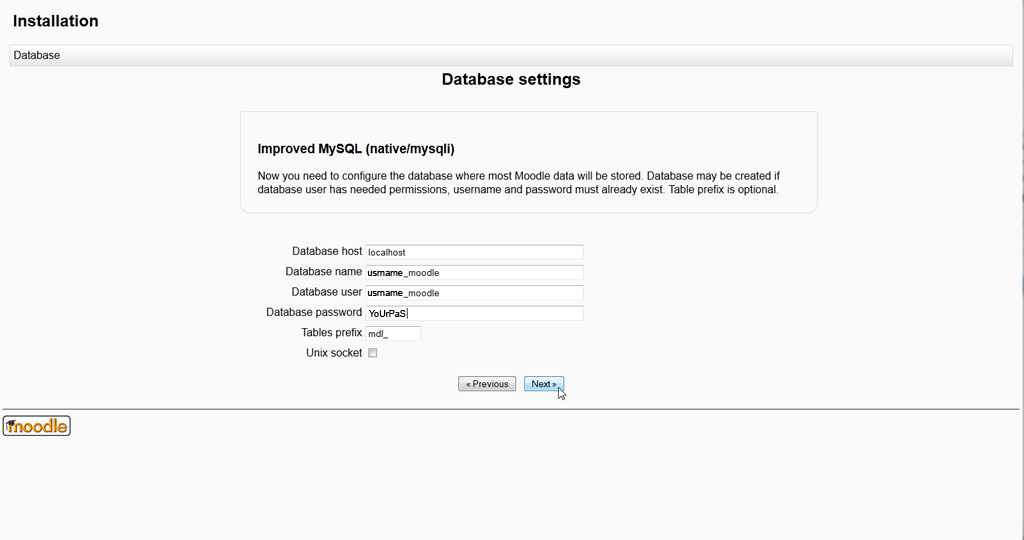 Installation
Database
Database settings
Improved MySQL (native/mysqli)
Now you need to configure the database where most Moodle data will be stored. Database may be created if
database user has needed permissions, username and password must already exist. Table prefix is optional.
Database host localhost
Database name usrname_moodle
Database user usrname_moodle
Database password YoUrPaS
Tables prefix mdl_
Unix socket
« Previous Next »
moodle